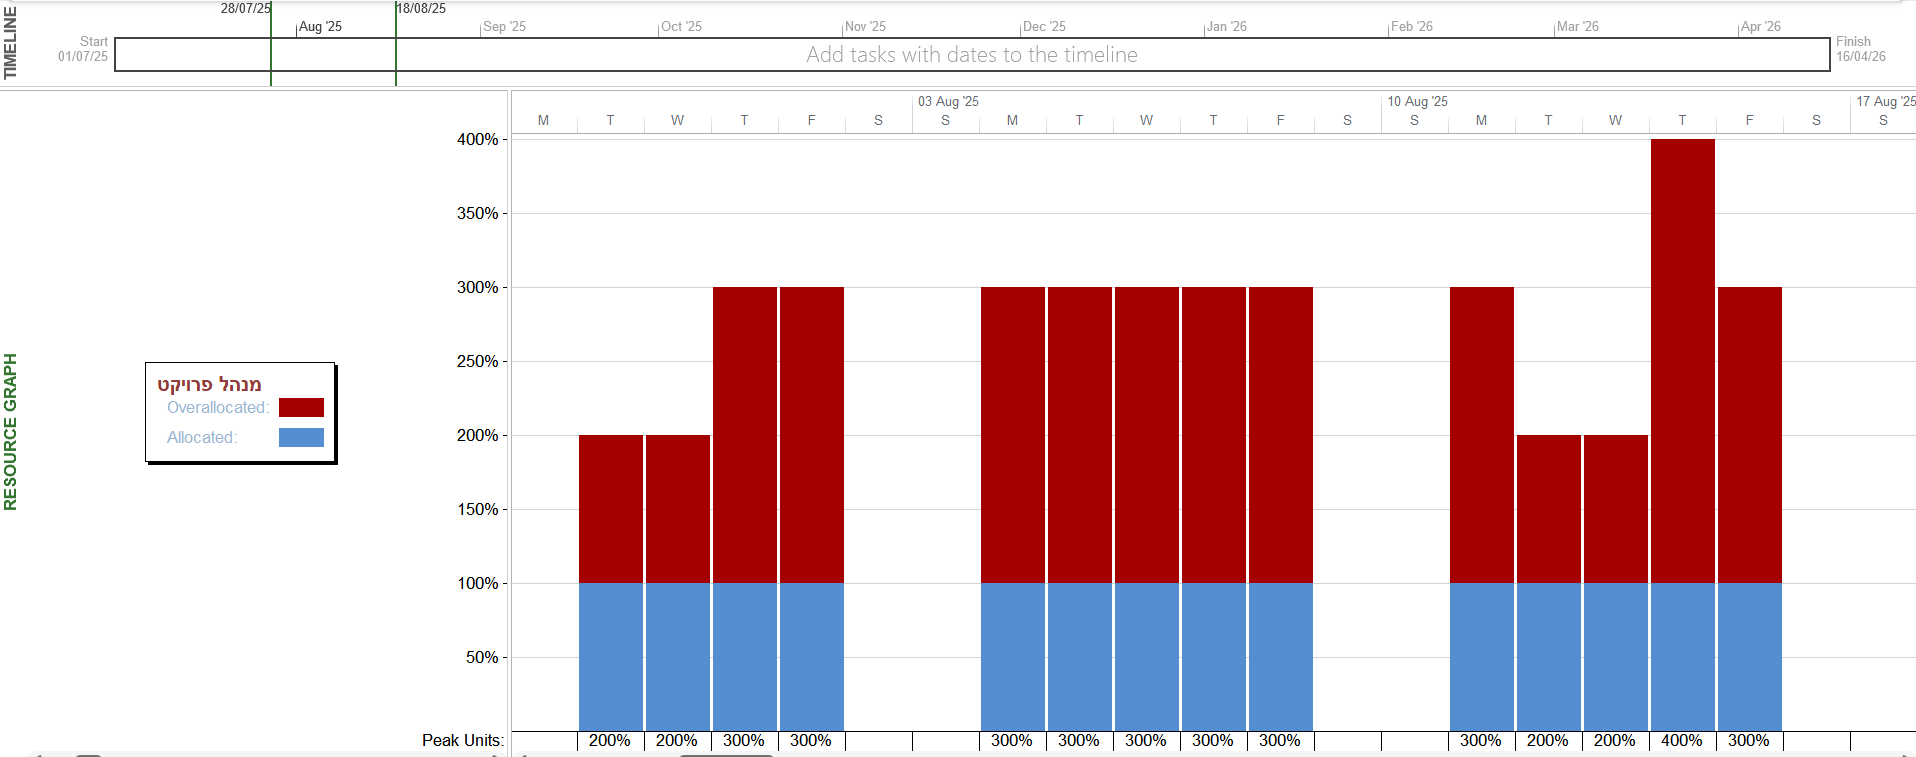 TIMELINE
28/07/25 18/08/25
Aug '25 Sep '25 Oct '25 Nov '25 Dec '25 Jan '26 Feb '26 Mar '26 Apr '26
Start
01/07/25
Add tasks with dates to the timeline
Finish
16/04/26
RESOURCE GRAPH
מנהל פרויקט
Overallocated:
Allocated:
03 Aug '25 10 Aug '25 17 Aug '25
M T W T F S S M T W T F S S M T W T F S S
400%
350%
300%
250%
200%
150%
100%
50%
Peak Units: 200% 200% 300% 300% 300% 300% 300% 300% 300% 300% 200% 200% 400% 300%